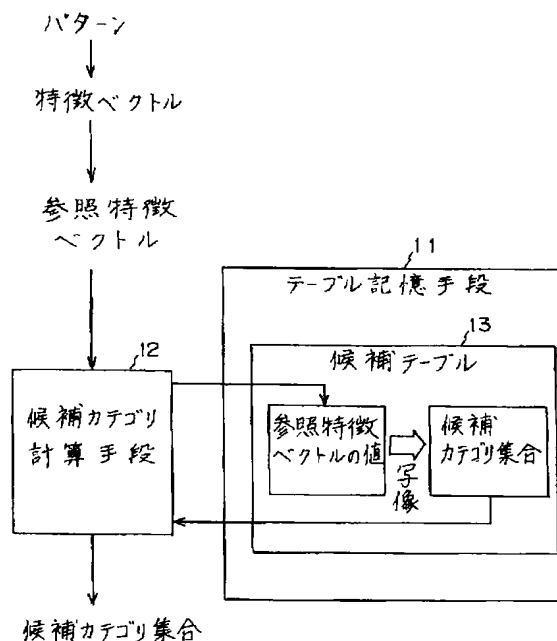 パターン
特徴ベクトル
参照特徴
ベクトル
11
テーブル記憶手段
12
13
候補テーブル
候補カテゴリ
計算手段
参照特徴
ベクトルの値
写像
候補
カテゴリ集合
候補カテゴリ集合